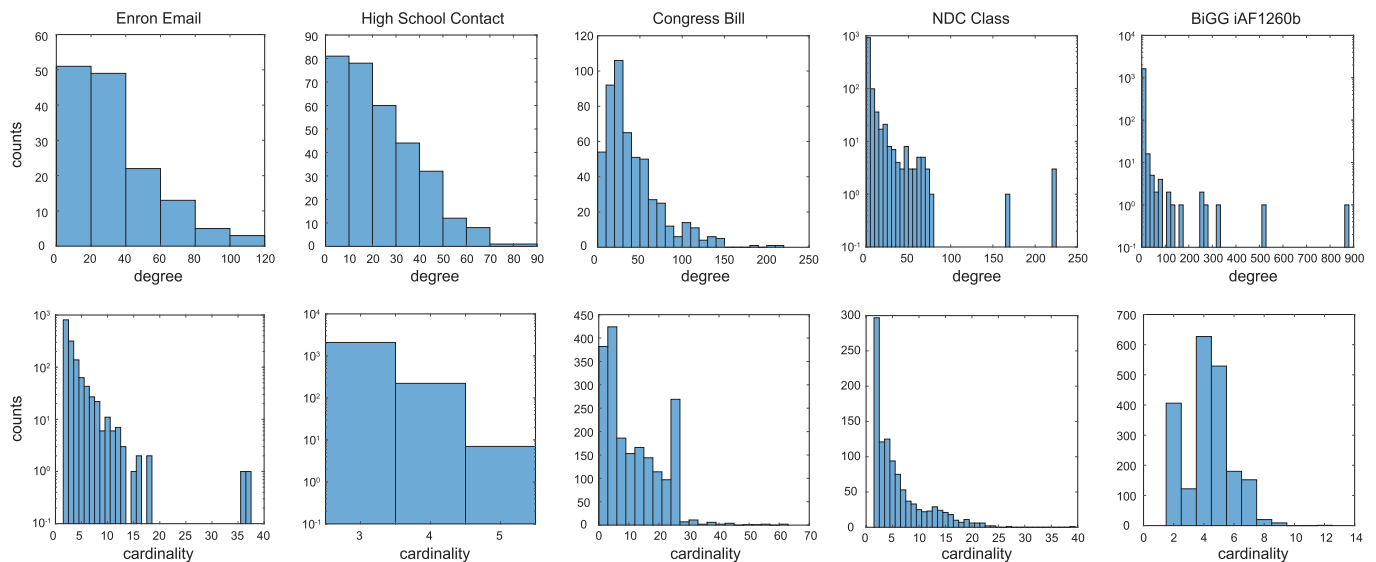 Enron Email
High School Contact
Congress Bill
NDC Class
BiGG iAF1260b
counts
60
50
40
30
20
10
0
0 20 40 60 80 100 120
degree
90
80
70
60
50
40
30
20
10
0
0 10 20 30 40 50 60 70 80 90
degree
120
100
80
60
40
20
0
0 50 100 150 200 250
degree
10³
10²
10¹
10⁰
10⁻¹
0 50 100 150 200 250
degree
10⁴
10³
10²
10¹
10⁰
10⁻¹
0 100 200 300 400 500 600 700 800 900
degree
counts
10³
10²
10¹
10⁰
10⁻¹
0 5 10 15 20 25 30 35 40
cardinality
10⁴
10³
10²
10¹
10⁰
10⁻¹
3 4 5
cardinality
450
400
350
300
250
200
150
100
50
0
0 10 20 30 40 50 60 70
cardinality
300
250
200
150
100
50
0
0 5 10 15 20 25 30 35 40
cardinality
700
600
500
400
300
200
100
0
0 2 4 6 8 10 12 14
cardinality